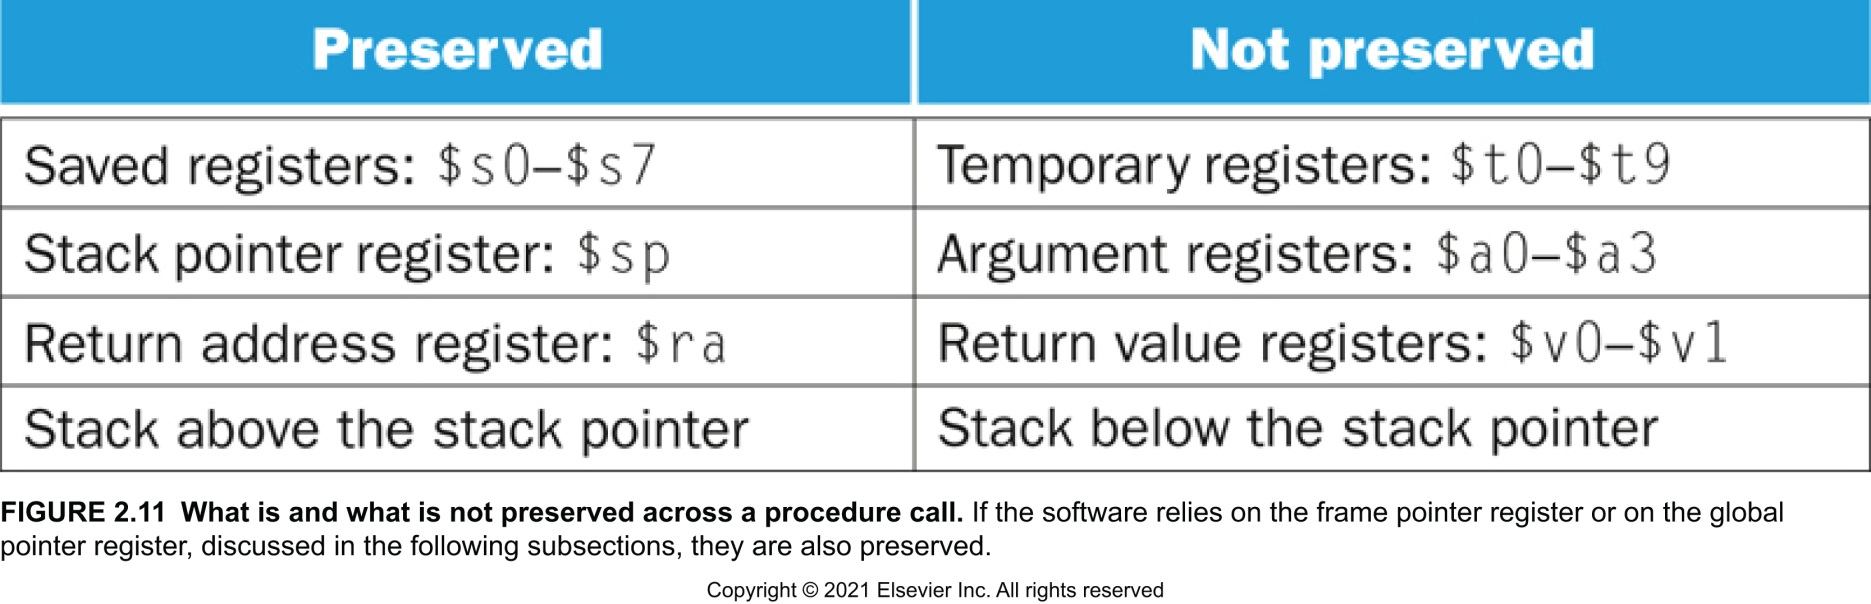 Preserved Not preserved
Saved registers: $s0–$s7 Temporary registers: $t0–$t9
Stack pointer register: $sp Argument registers: $a0–$a3
Return address register: $ra Return value registers: $v0–$v1
Stack above the stack pointer Stack below the stack pointer
FIGURE 2.11 What is and what is not preserved across a procedure call. If the software relies on the frame pointer register or on the global
pointer register, discussed in the following subsections, they are also preserved.
Copyright © 2021 Elsevier Inc. All rights reserved